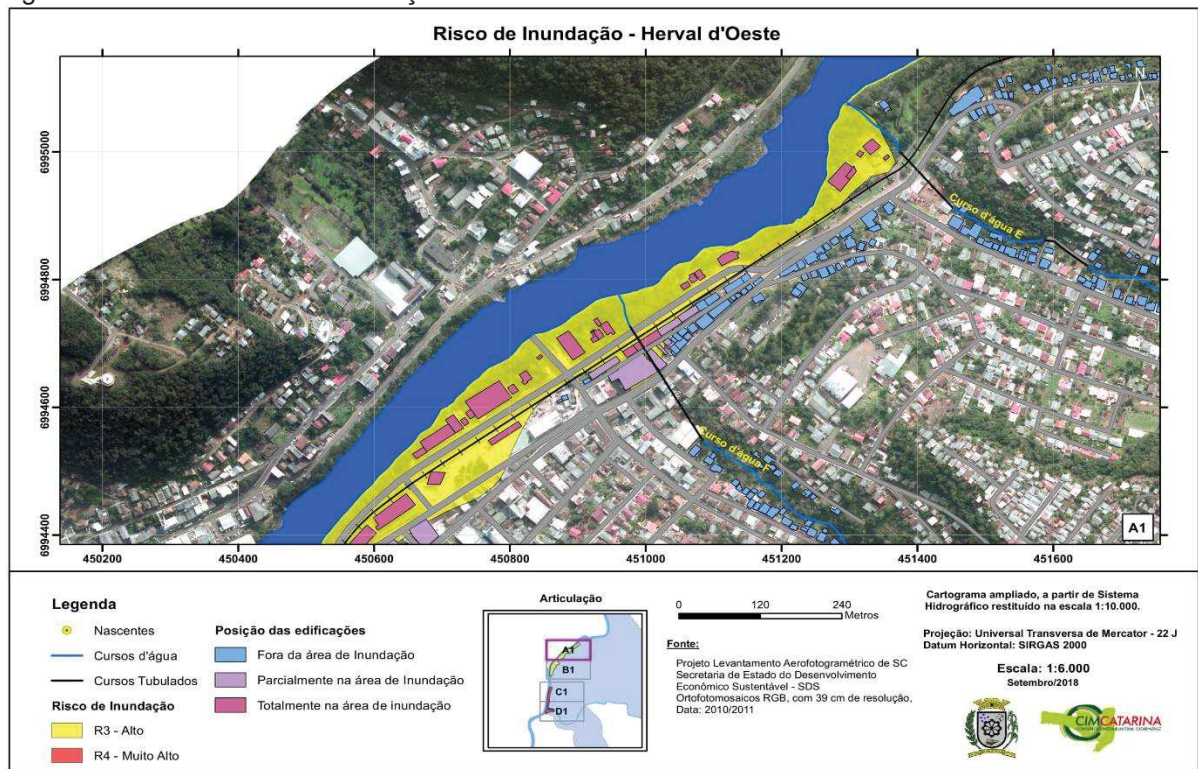 Risco de Inundação - Herval d'Oeste
N
6995000
6994800
6994600
6994400
Curso d'água E
Curso d'água F
A1
450200
450400
450600
450800
451000
451200
451400
451600
Legenda
Nascentes
Cursos d'água
Cursos Tubulados
Risco de Inundação
R3 - Alto
R4 - Muito Alto
Posição das edificações
Fora da área de Inundação
Parcialmente na área de Inundação
Totalmente na área de inundação
Articulação
A1
B1
C1
D1
0 120 240
Metros
Fonte:
Projeto Levantamento Aerofotogramétrico de SC
Secretaria de Estado do Desenvolvimento
Econômico Sustentável - SDS
Ortofotomosaicos RGB, com 39 cm de resolução,
Data: 2010/2011
Cartograma ampliado, a partir de Sistema
Hidrográfico restituído na escala 1:10.000.
Projeção: Universal Transversa de Mercator - 22 J
Datum Horizontal: SIRGAS 2000
Escala: 1:6.000
Setembro/2018
CIMCATARINA